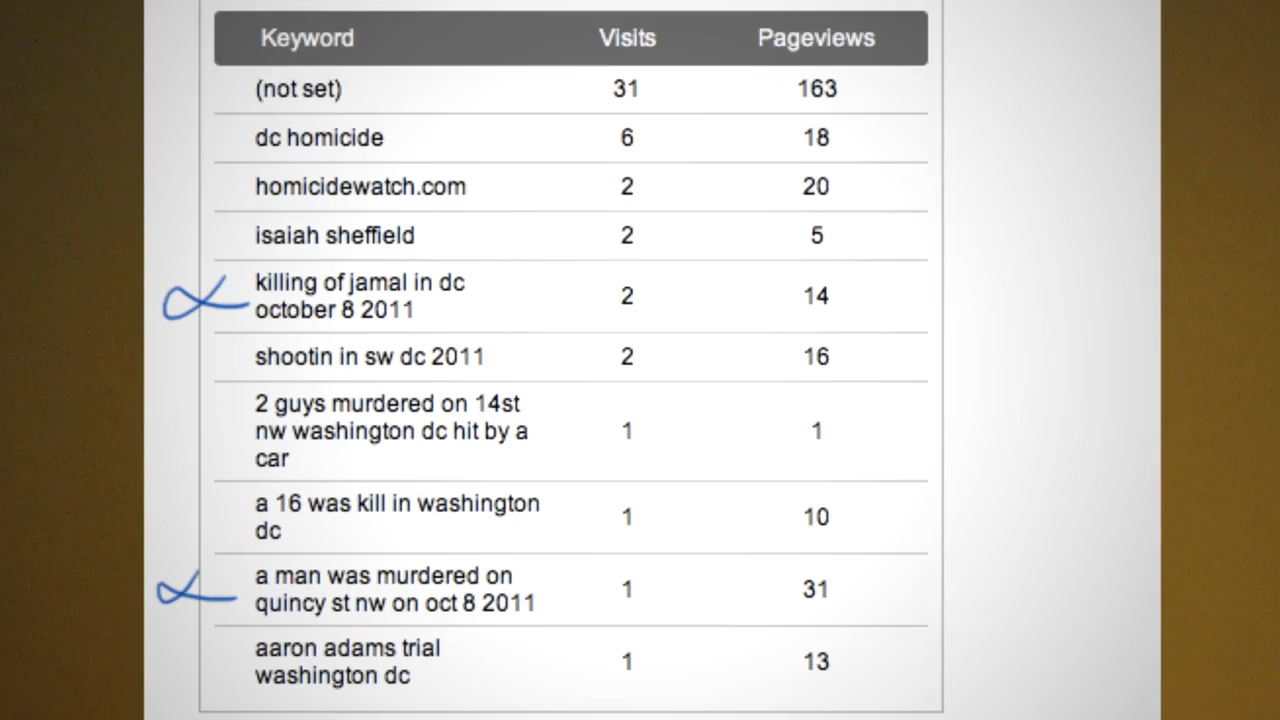 Keyword Visits Pageviews
(not set) 31 163
dc homicide 6 18
homicidewatch.com 2 20
isaiah sheffield 2 5
killing of jamal in dc
october 8 2011 2 14
shootin in sw dc 2011 2 16
2 guys murdered on 14st
nw washington dc hit by a 1 1
car
a 16 was kill in washington
dc 1 10
a man was murdered on
quincy st nw on oct 8 2011 1 31
aaron adams trial
washington dc 1 13